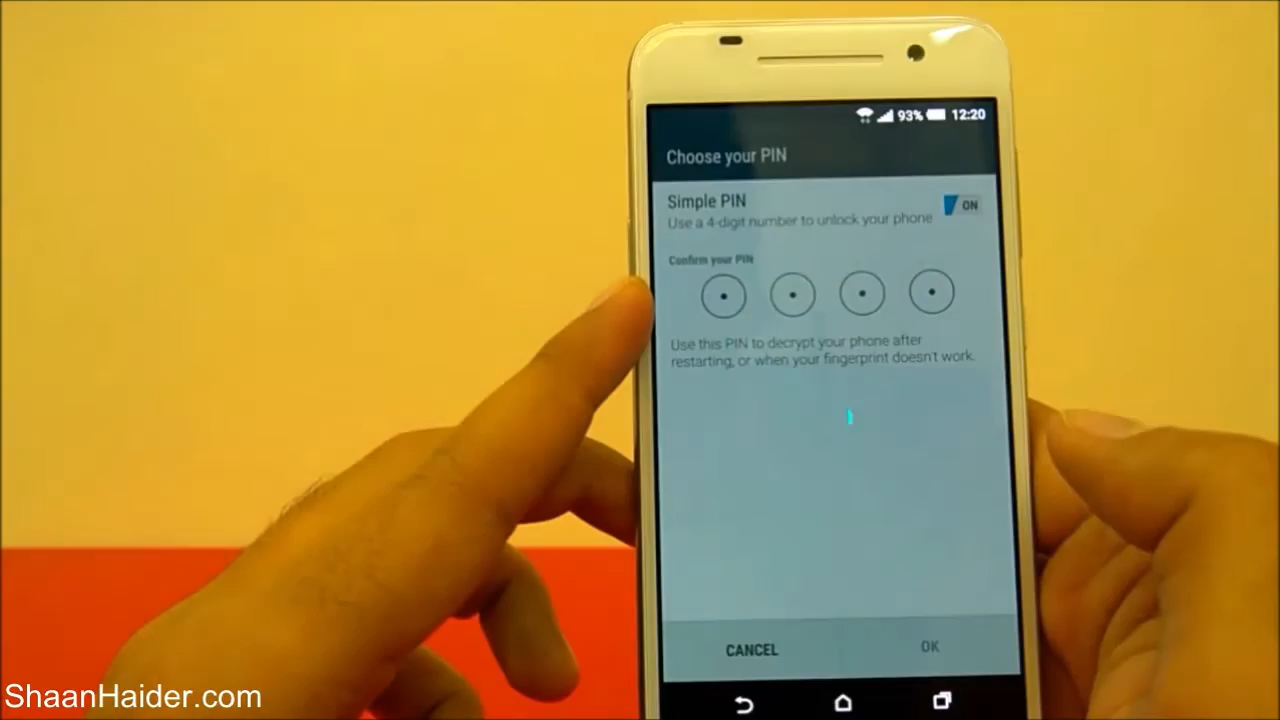 93% 12:20
Choose your PIN
Simple PIN
ON
Use a 4-digit number to unlock your phone
Confirm your PIN
Use this PIN to decrypt your phone after
restarting, or when your fingerprint doesn't work.
CANCEL OK
ShaanHaider.com